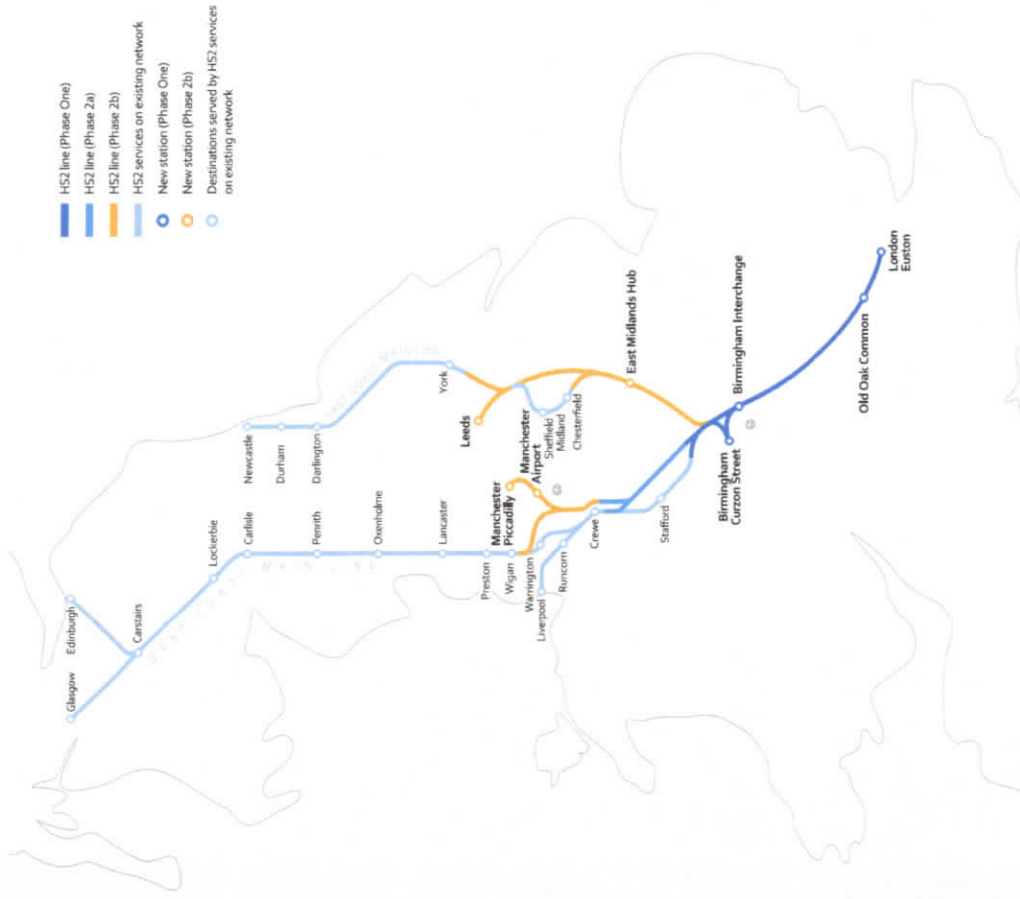 HS2 line (Phase One)
HS2 line (Phase 2a)
HS2 line (Phase 2b)
HS2 services on existing network
New station (Phase One)
New station (Phase 2b)
Destinations served by HS2 services
on existing network
Glasgow
Edinburgh
Carstairs
Lockerbie
Carlisle
Penrith
Oxenholme
Lancaster
Preston
Wigan
Warrington
Liverpool
Runcorn
Crewe
Stafford
WEST COAST MAIN LINE
Manchester
Piccadilly
Manchester
Airport
Newcastle
Durham
Darlington
EAST COAST MAIN LINE
York
Leeds
Sheffield
Midland
Chesterfield
East Midlands Hub
Birmingham Interchange
Birmingham
Curzon Street
Old Oak Common
London
Euston